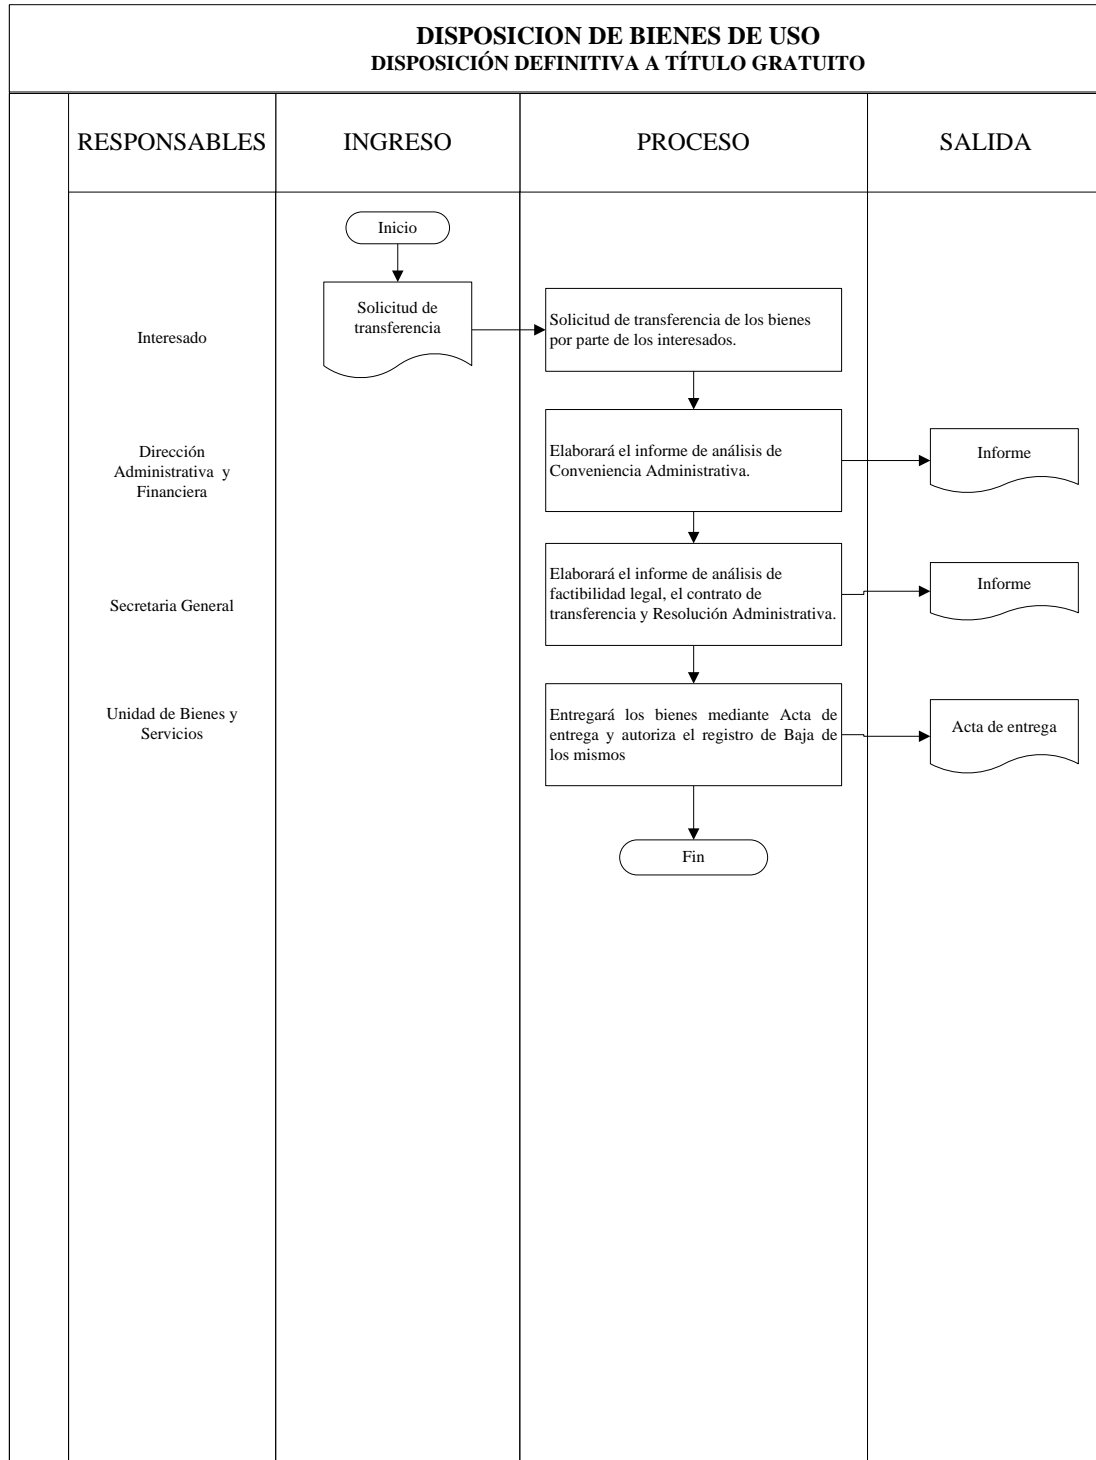 DISPOSICION DE BIENES DE USO
DISPOSICIÓN DEFINITIVA A TÍTULO GRATUITO
RESPONSABLES
INGRESO
PROCESO
SALIDA
Inicio
Interesado
Solicitud de
transferencia
Solicitud de transferencia de los bienes
por parte de los interesados.
Dirección
Administrativa y
Financiera
Elaborará el informe de análisis de
Conveniencia Administrativa.
Informe
Secretaria General
Elaborará el informe de análisis de
factibilidad legal, el contrato de
transferencia y Resolución Administrativa.
Informe
Unidad de Bienes y
Servicios
Entregará los bienes mediante Acta de
entrega y autoriza el registro de Baja de
los mismos
Acta de entrega
Fin